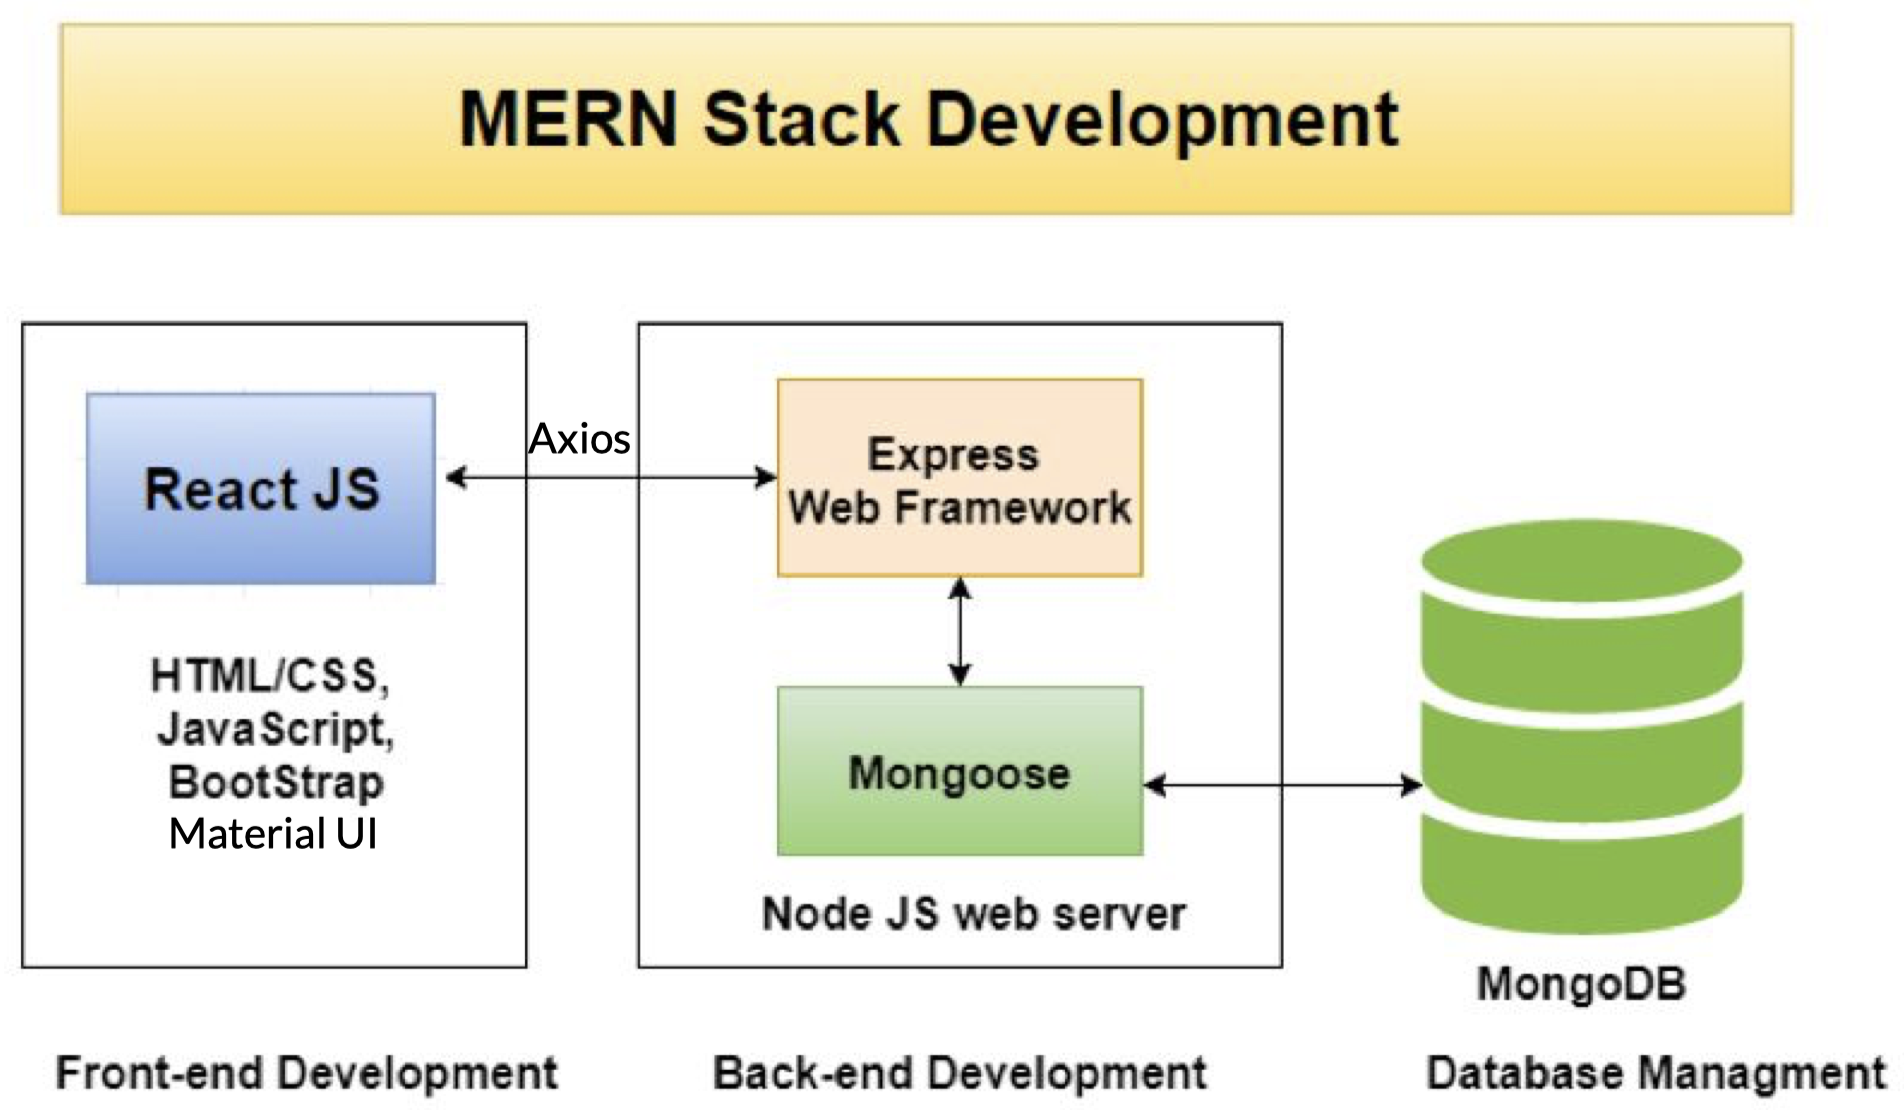 MERN Stack Development
React JS
HTML/CSS,
JavaScript,
BootStrap
Material UI
Axios
Express
Web Framework
Mongoose
Node JS web server
MongoDB
Front-end Development
Back-end Development
Database Managment